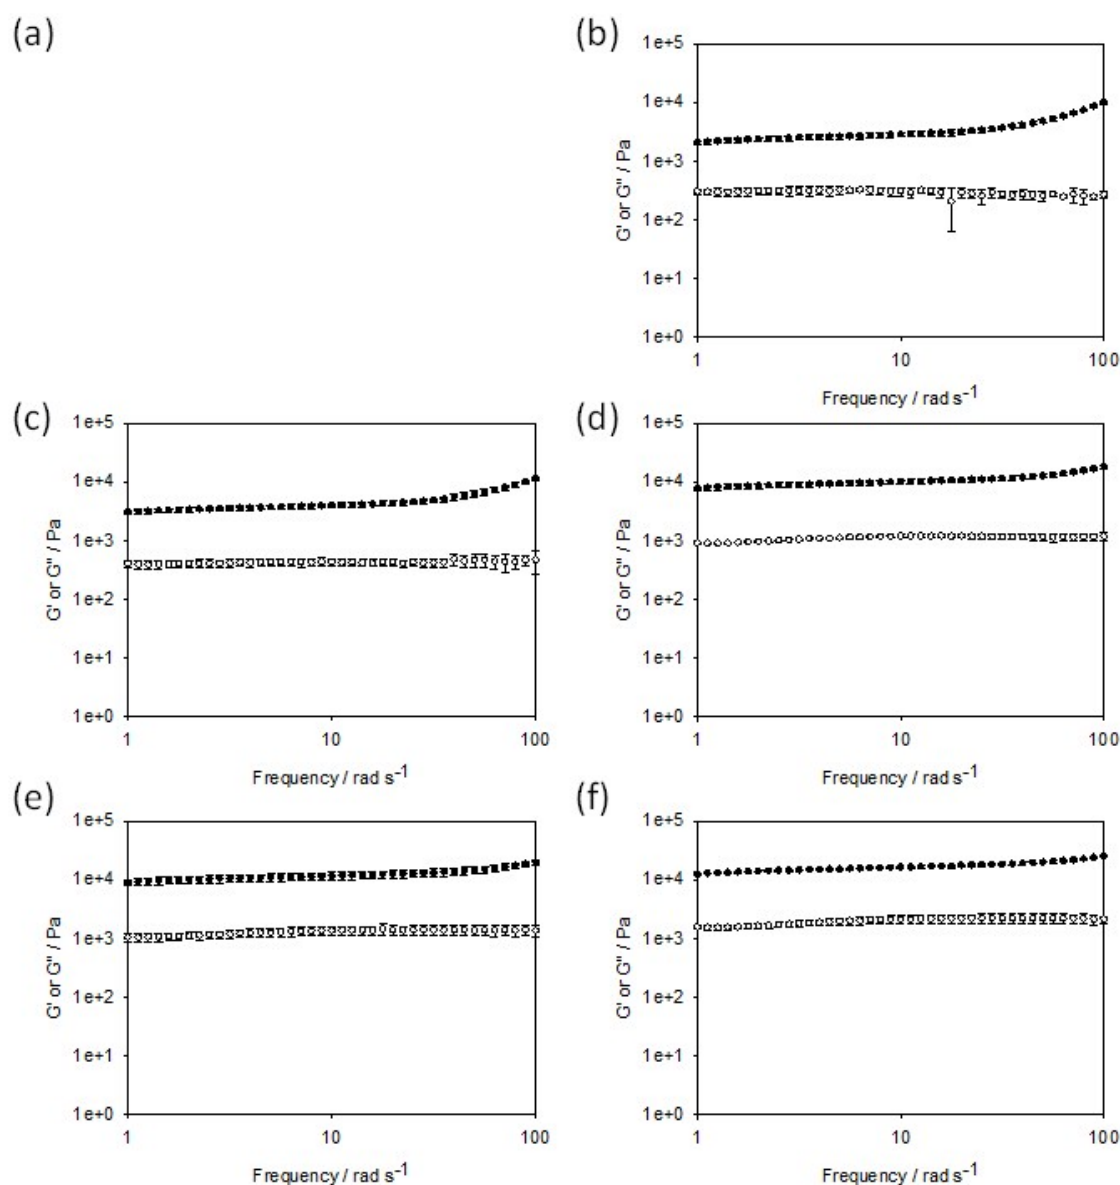 (a)
(b)
1e+5
1e+4
1e+3
1e+2
1e+1
1e+0
G' or G'' / Pa
1 10 100
Frequency / rad s-1
(c)
1e+5
1e+4
1e+3
1e+2
1e+1
1e+0
G' or G'' / Pa
1 10 100
Frequency / rad s-1
(d)
1e+5
1e+4
1e+3
1e+2
1e+1
1e+0
G' or G'' / Pa
1 10 100
Frequency / rad s-1
(e)
1e+5
1e+4
1e+3
1e+2
1e+1
1e+0
G' or G'' / Pa
1 10 100
Frequency / rad s-1
(f)
1e+5
1e+4
1e+3
1e+2
1e+1
1e+0
G' or G'' / Pa
1 10 100
Frequency / rad s-1